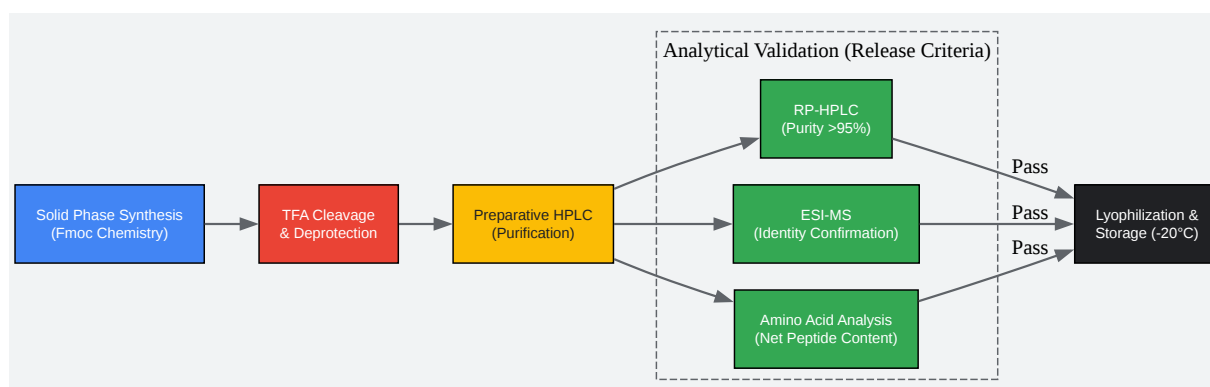 Analytical Validation (Release Criteria)
RP-HPLC
(Purity >95%)
Pass
Solid Phase Synthesis
(Fmoc Chemistry)
TFA Cleavage
& Deprotection
Preparative HPLC
(Purification)
ESI-MS
(Identity Confirmation)
Pass
Lyophilization &
Storage (-20°C)
Pass
Amino Acid Analysis
(Net Peptide Content)